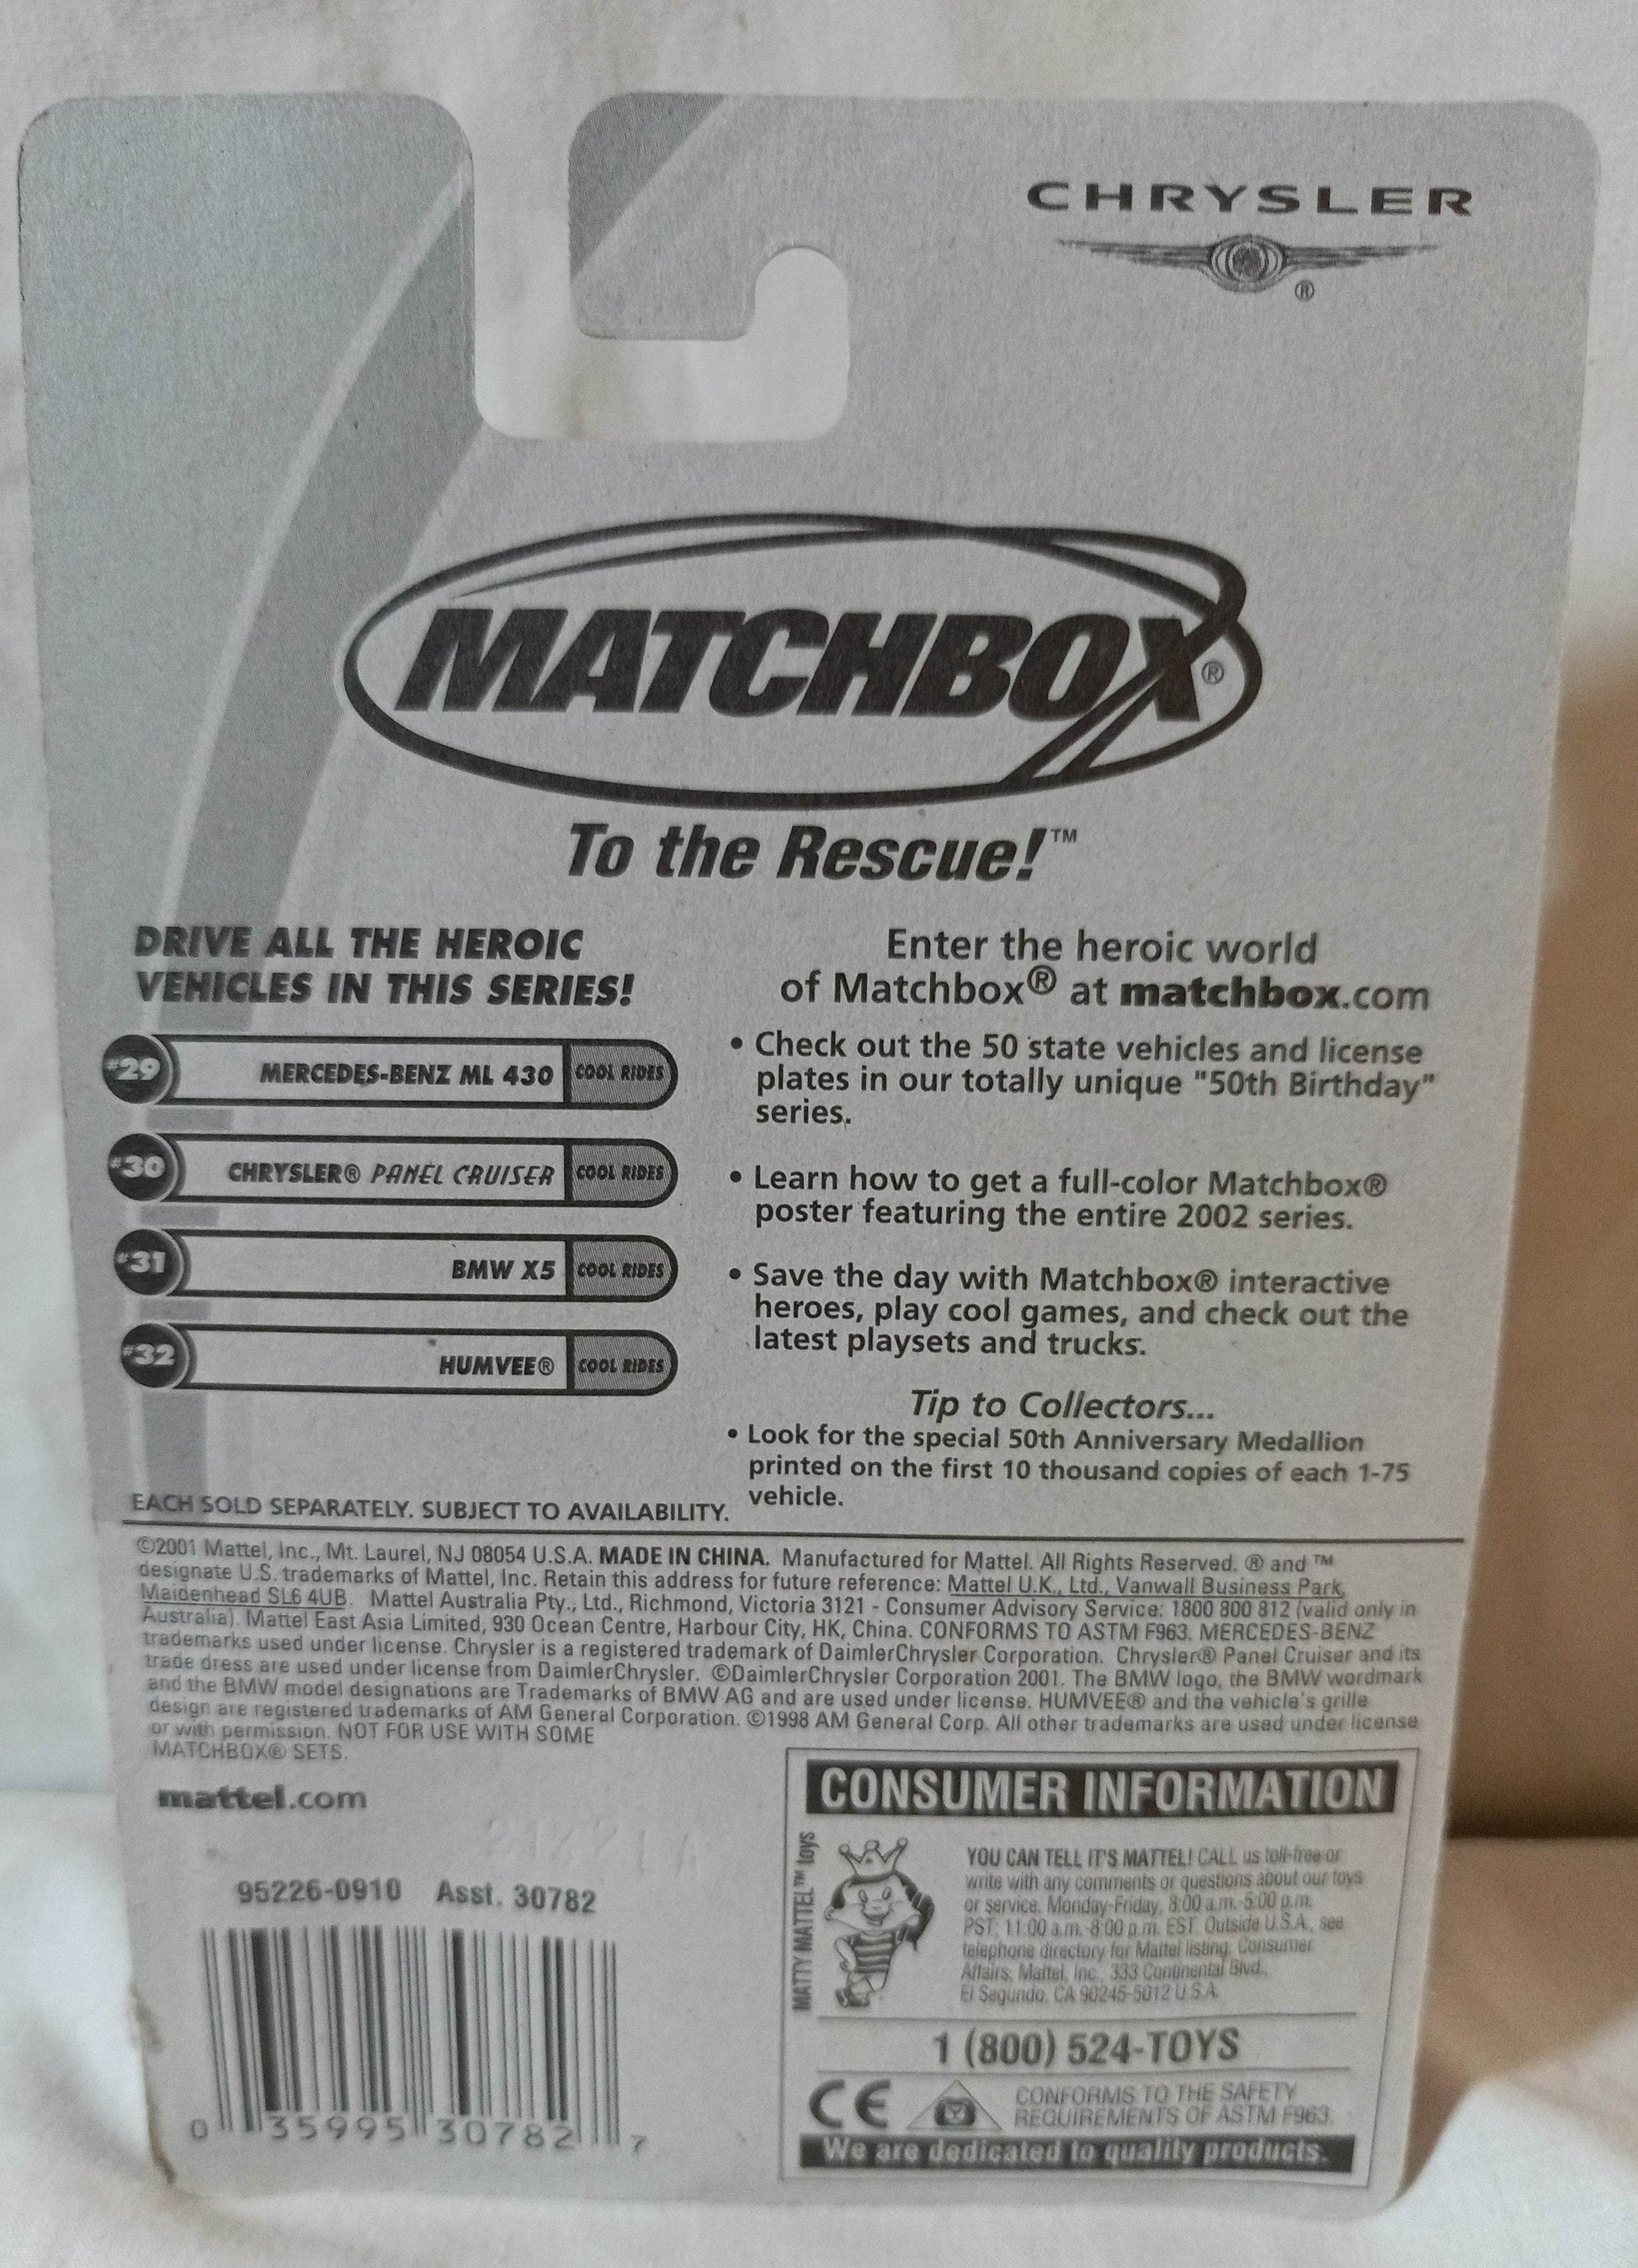 CHRYSLER
®
MATCHBOX®
To the Rescue!™
DRIVE ALL THE HEROIC
VEHICLES IN THIS SERIES!
#29 MERCEDES-BENZ ML 430 COOL RIDES
#30 CHRYSLER® PANEL CRUISER COOL RIDES
#31 BMW X5 COOL RIDES
#32 HUMVEE® COOL RIDES
EACH SOLD SEPARATELY. SUBJECT TO AVAILABILITY.
Enter the heroic world
of Matchbox® at matchbox.com
• Check out the 50 state vehicles and license
plates in our totally unique "50th Birthday"
series.
• Learn how to get a full-color Matchbox®
poster featuring the entire 2002 series.
• Save the day with Matchbox® interactive
heroes, play cool games, and check out the
latest playsets and trucks.
Tip to Collectors...
• Look for the special 50th Anniversary Medallion
printed on the first 10 thousand copies of each 1-75
vehicle.
©2001 Mattel, Inc., Mt. Laurel, NJ 08054 U.S.A. MADE IN CHINA. Manufactured for Mattel. All Rights Reserved. ® and ™
designate U.S. trademarks of Mattel, Inc. Retain this address for future reference: Mattel U.K., Ltd., Vanwall Business Park,
Maidenhead SL6 4UB. Mattel Australia Pty., Ltd., Richmond, Victoria 3121 - Consumer Advisory Service: 1800 800 812 (valid only in
Australia). Mattel East Asia Limited, 930 Ocean Centre, Harbour City, HK, China. CONFORMS TO ASTM F963. MERCEDES-BENZ
trademarks used under license. Chrysler is a registered trademark of DaimlerChrysler Corporation. Chrysler® Panel Cruiser and its
trade dress are used under license from DaimlerChrysler. ©DaimlerChrysler Corporation 2001. The BMW logo, the BMW wordmark
and the BMW model designations are Trademarks of BMW AG and are used under license. HUMVEE® and the vehicle's grille
design are registered trademarks of AM General Corporation. ©1998 AM General Corp. All other trademarks are used under license
or with permission. NOT FOR USE WITH SOME
MATCHBOX® SETS.
mattel.com
95226-0910 Asst. 30782
0 35995 30782 7
CONSUMER INFORMATION
MATTY MATTEL™ toys
YOU CAN TELL IT'S MATTEL! CALL us toll-free or
write with any comments or questions about our toys
or service. Monday-Friday, 8:00 a.m.-5:00 p.m.
PST; 11:00 a.m.-8:00 p.m. EST. Outside U.S.A., see
telephone directory for Mattel listing. Consumer
Affairs, Mattel, Inc., 333 Continental Blvd.,
El Segundo, CA 90245-5012 U.S.A.
1 (800) 524-TOYS
CE
CONFORMS TO THE SAFETY
REQUIREMENTS OF ASTM F963.
We are dedicated to quality products.